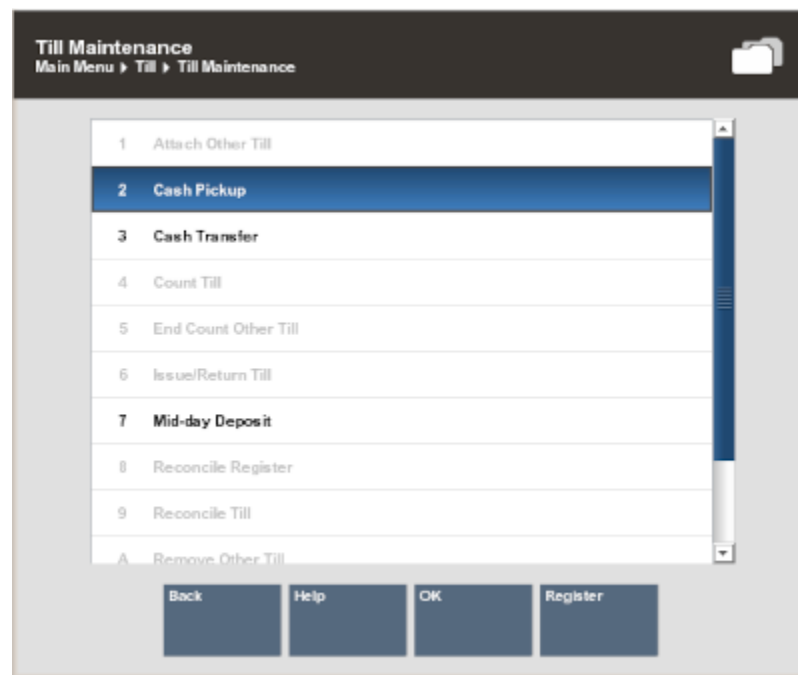 Till Maintenance
Main Menu ▸ Till ▸ Till Maintenance
1 Attach Other Till
2 Cash Pickup
3 Cash Transfer
4 Count Till
5 End Count Other Till
6 Issue/Return Till
7 Mid-day Deposit
8 Reconcile Register
9 Reconcile Till
A Remove Other Till
Back Help OK Register